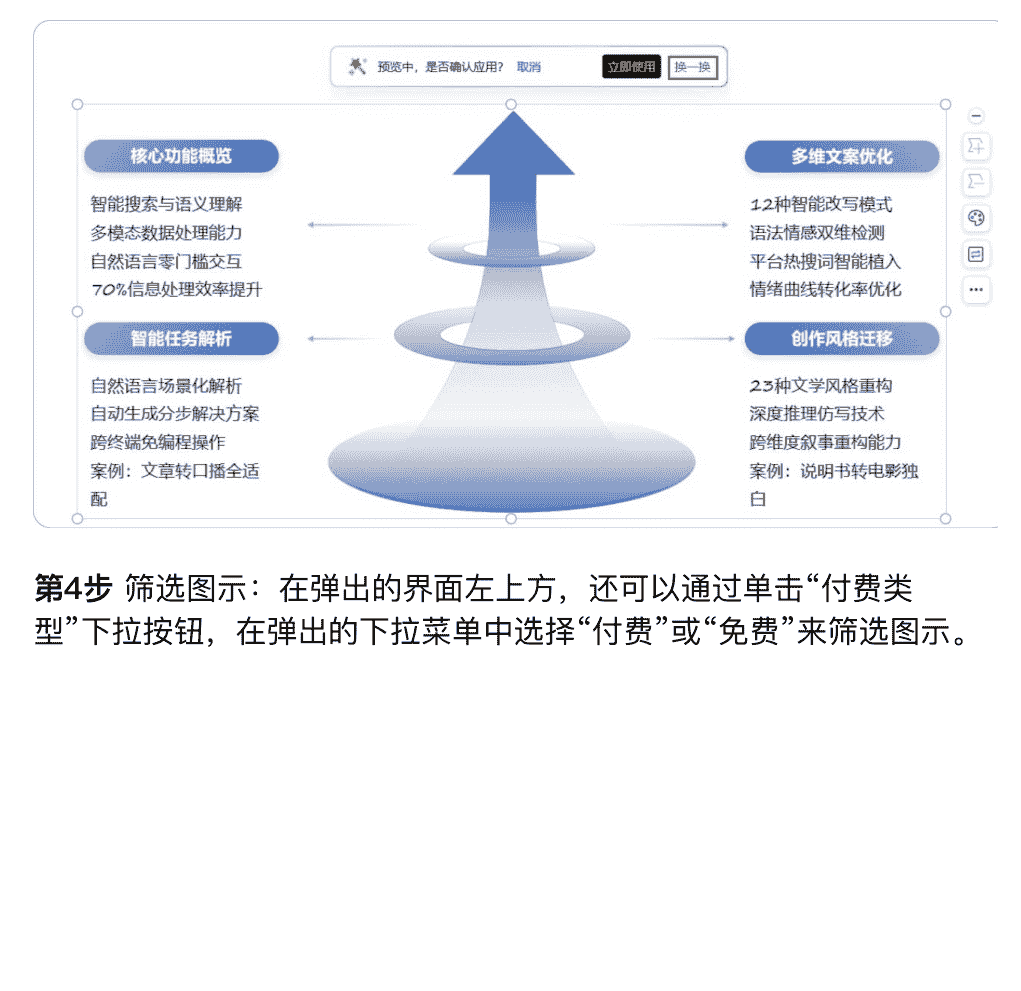 预览中，是否确认应用？ 取消 立即使用 换一换
核心功能概览
智能搜索与语义理解
多模态数据处理能力
自然语言零门槛交互
70%信息处理效率提升
智能任务解析
自然语言场景化解析
自动生成分步解决方案
跨终端免编程操作
案例：文章转口播全适
配
多维文案优化
12种智能改写模式
语法情感双维检测
平台热搜词智能植入
情绪曲线转化率优化
创作风格迁移
23种文学风格重构
深度推理仿写技术
跨维度叙事重构能力
案例：说明书转电影独
白
第4步 筛选图示：在弹出的界面左上方，还可以通过单击“付费类
型”下拉按钮，在弹出的下拉菜单中选择“付费”或“免费”来筛选图示。